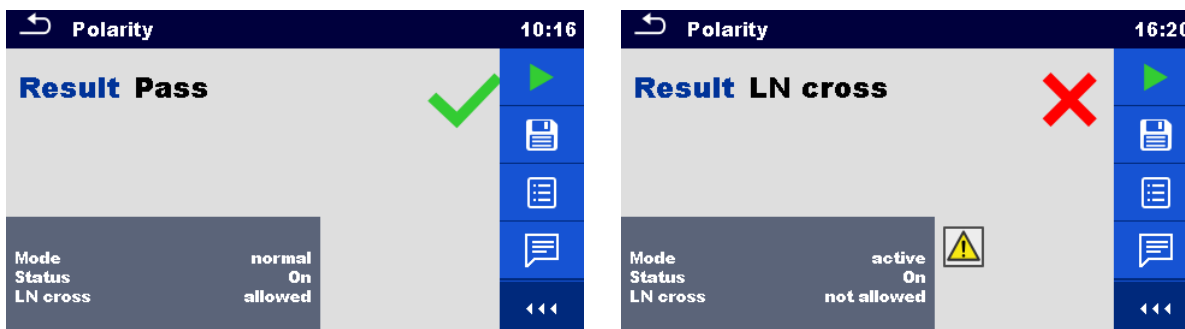 Polarity 10:16
Result Pass
Mode normal
Status On
LN cross allowed
Polarity 16:20
Result LN cross
Mode active
Status On
LN cross not allowed